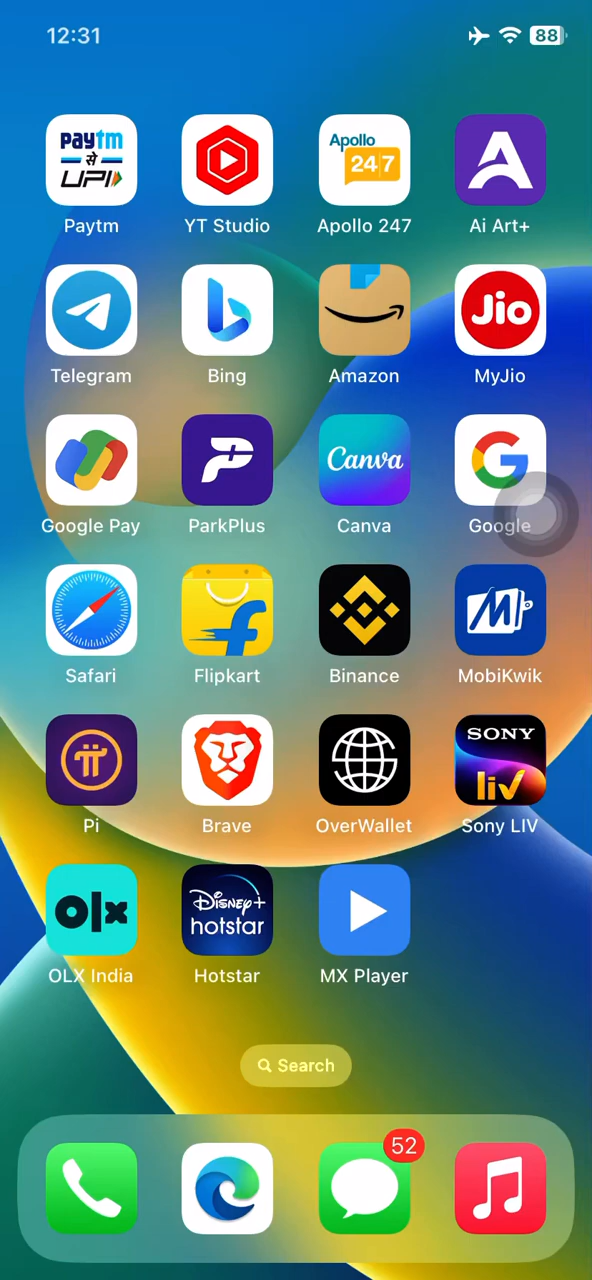 12:31
88
paytm
से
UPI
Apollo
24|7
Paytm
YT Studio
Apollo 247
Ai Art+
Jio
Telegram
Bing
Amazon
MyJio
Canva
Google Pay
ParkPlus
Canva
Google
Safari
Flipkart
Binance
MobiKwik
SONY
liv
Pi
Brave
OverWallet
Sony LIV
olx
Disney+
hotstar
OLX India
Hotstar
MX Player
Search
52